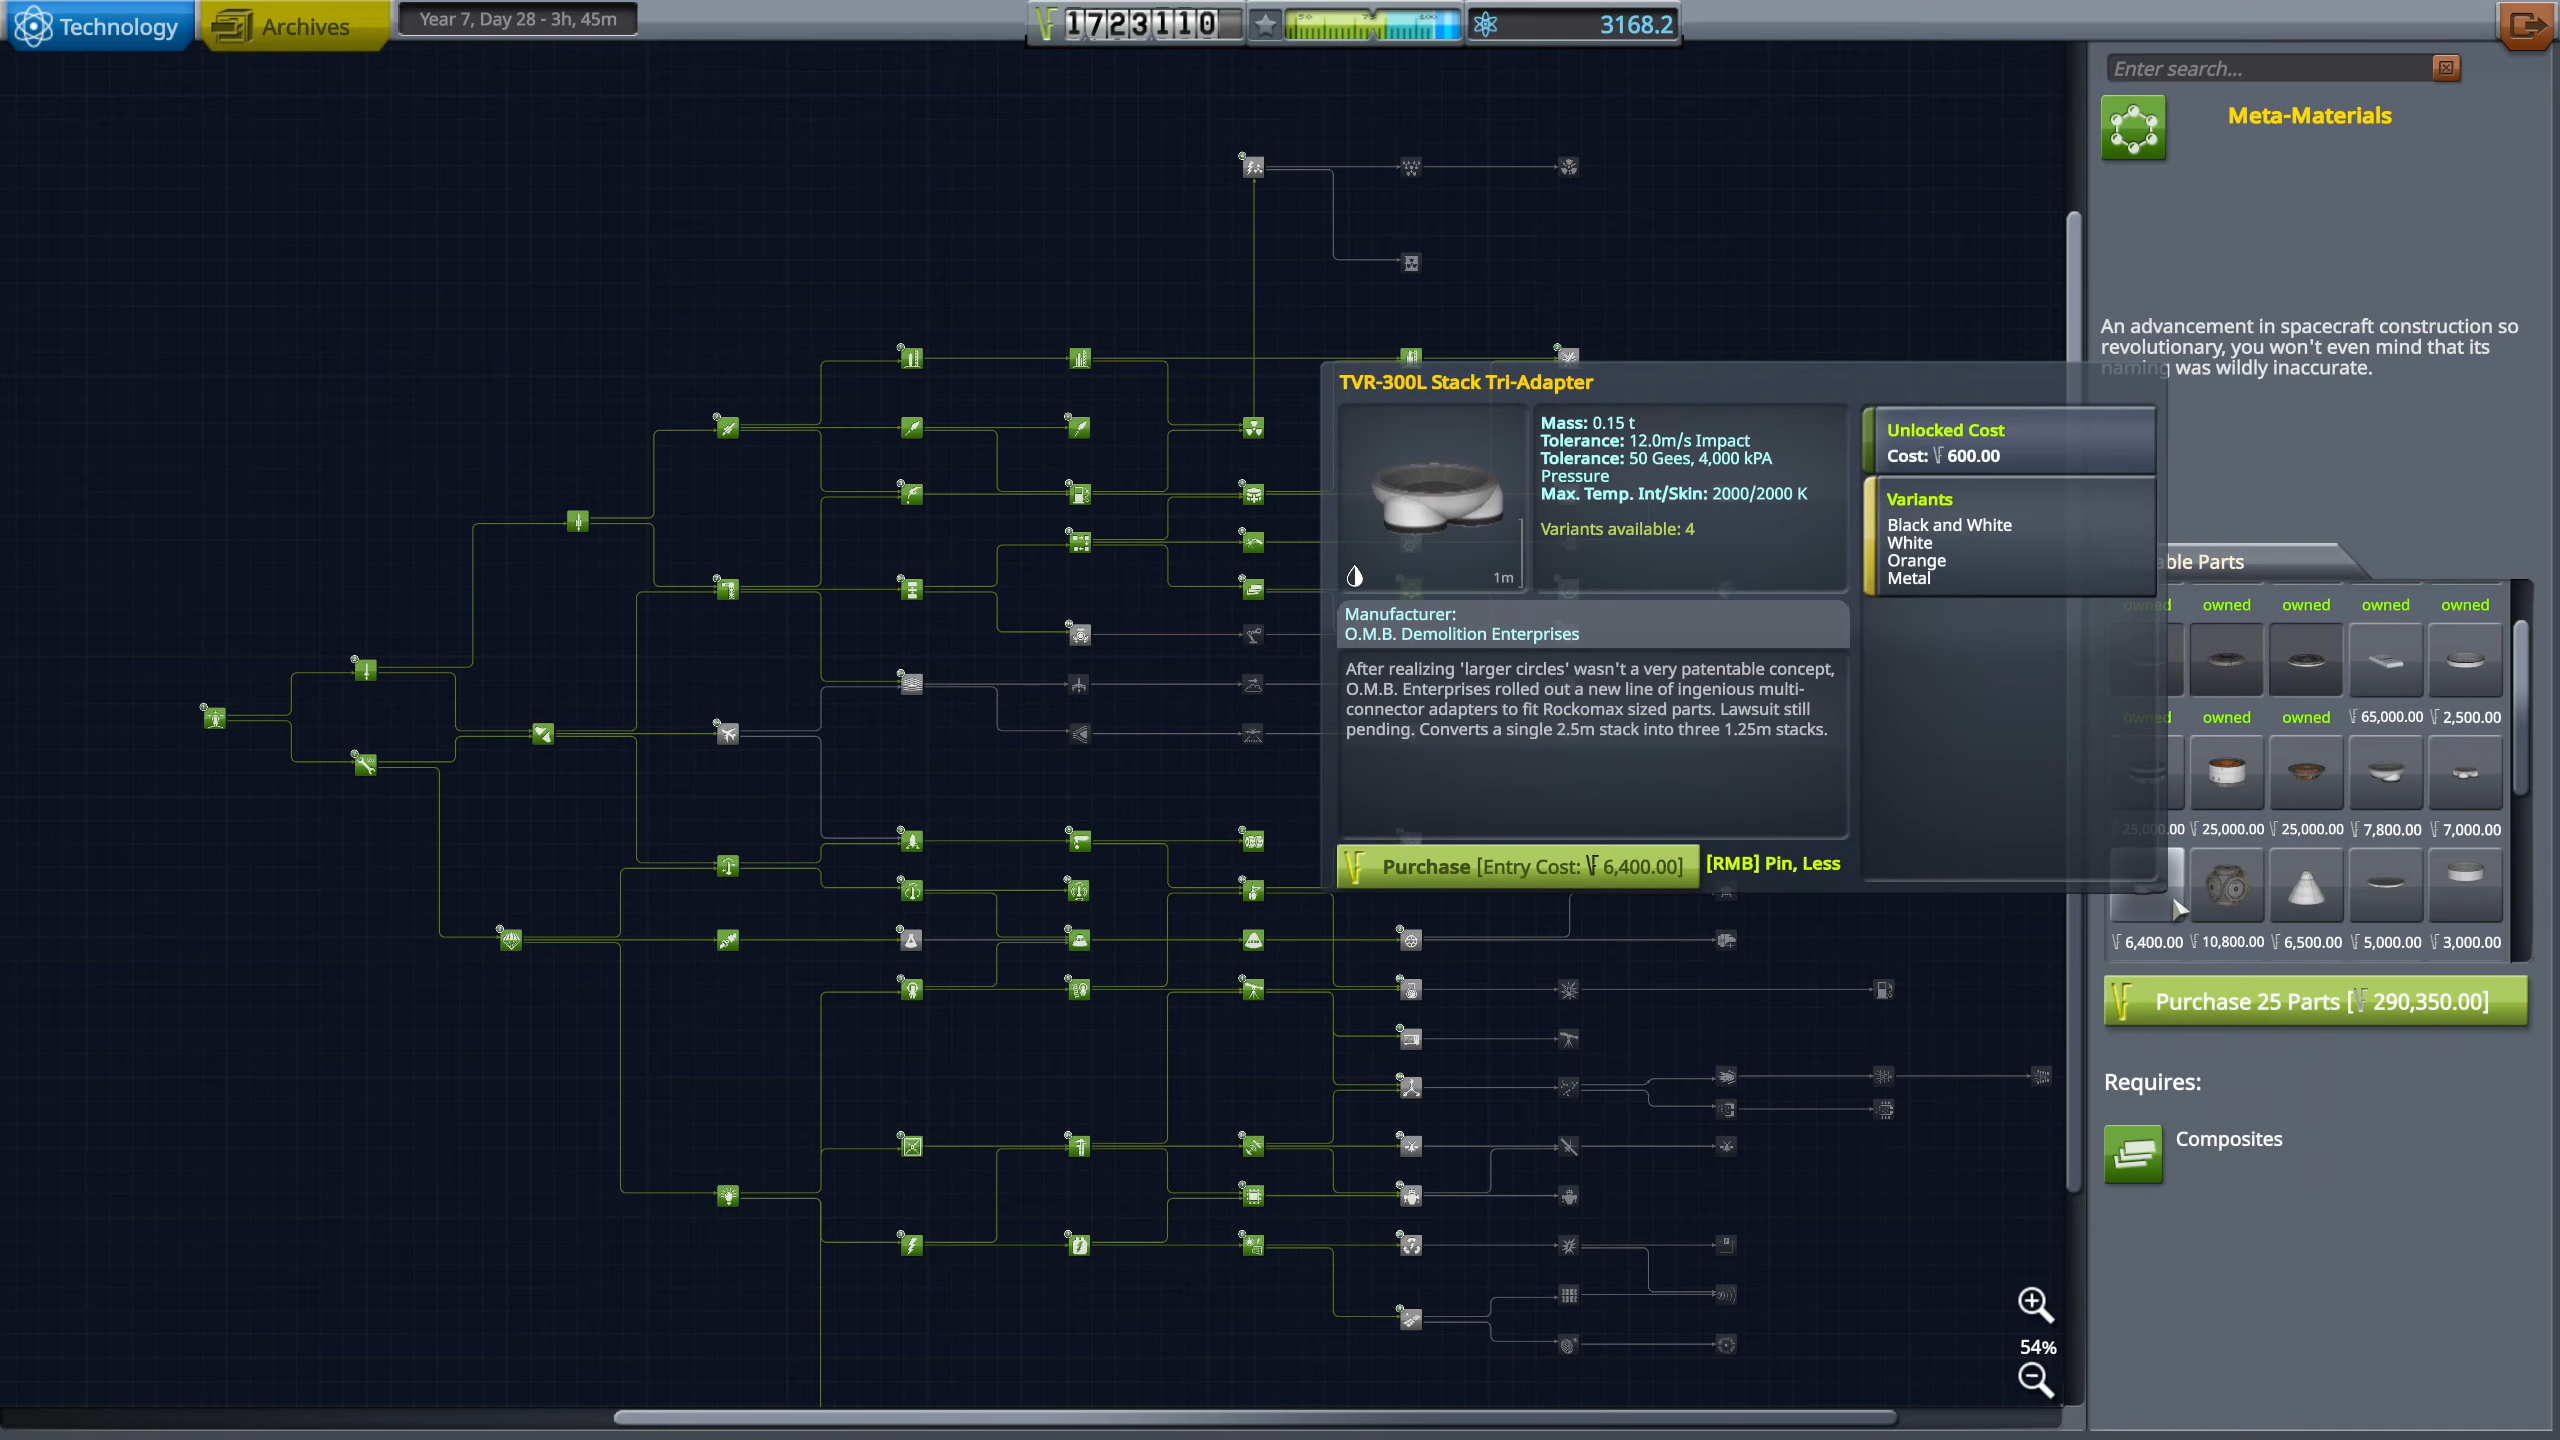 Technology
Archives
Year 7, Day 28 - 3h, 45m
1723110
50 75 100
3168.2
Enter search...
Meta-Materials
An advancement in spacecraft construction so
revolutionary, you won't even mind that its
naming was wildly inaccurate.
TVR-300L Stack Tri-Adapter
Mass: 0.15 t
Tolerance: 12.0m/s Impact
Tolerance: 50 Gees, 4,000 kPA
Pressure
Max. Temp. Int/Skin: 2000/2000 K
Variants available: 4
1m
Unlocked Cost
Cost: 600.00
Variants
Black and White
White
Orange
Metal
Manufacturer:
O.M.B. Demolition Enterprises
After realizing 'larger circles' wasn't a very patentable concept,
O.M.B. Enterprises rolled out a new line of ingenious multi-
connector adapters to fit Rockomax sized parts. Lawsuit still
pending. Converts a single 2.5m stack into three 1.25m stacks.
Purchase [Entry Cost: 6,400.00]
[RMB] Pin, Less
ble Parts
owned owned owned owned owned
owned owned owned 65,000.00 2,500.00
25,000.00 25,000.00 25,000.00 7,800.00 7,000.00
6,400.00 10,800.00 6,500.00 5,000.00 3,000.00
Purchase 25 Parts [ 290,350.00]
Requires:
Composites
54%